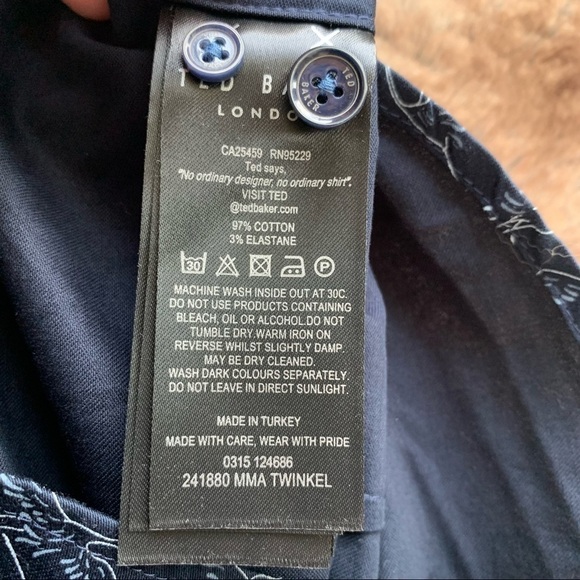 TED
LONDO
TED
BAKER
CA25459 RN95229
Ted says,
"No ordinary designer, no ordinary shirt".
VISIT TED
@tedbaker.com
97% COTTON
3% ELASTANE
30 P
MACHINE WASH INSIDE OUT AT 30C.
DO NOT USE PRODUCTS CONTAINING
BLEACH, OIL OR ALCOHOL.DO NOT
TUMBLE DRY.WARM IRON ON
REVERSE WHILST SLIGHTLY DAMP.
MAY BE DRY CLEANED.
WASH DARK COLOURS SEPARATELY.
DO NOT LEAVE IN DIRECT SUNLIGHT.
MADE IN TURKEY
MADE WITH CARE, WEAR WITH PRIDE
0315 124686
241880 MMA TWINKEL